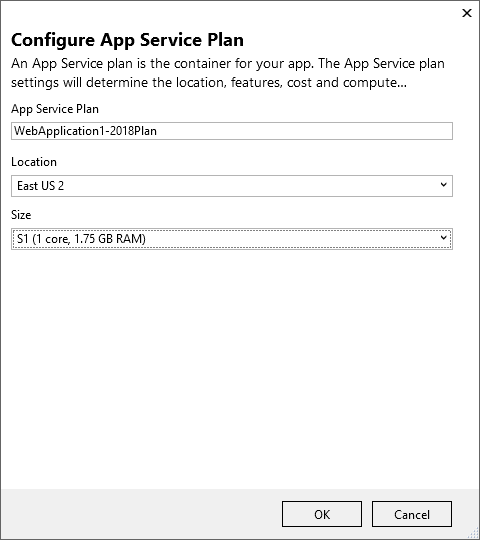 Configure App Service Plan
An App Service plan is the container for your app. The App Service plan
settings will determine the location, features, cost and compute...
App Service Plan
WebApplication1-2018Plan
Location
East US 2
Size
S1 (1 core, 1.75 GB RAM)
OK
Cancel